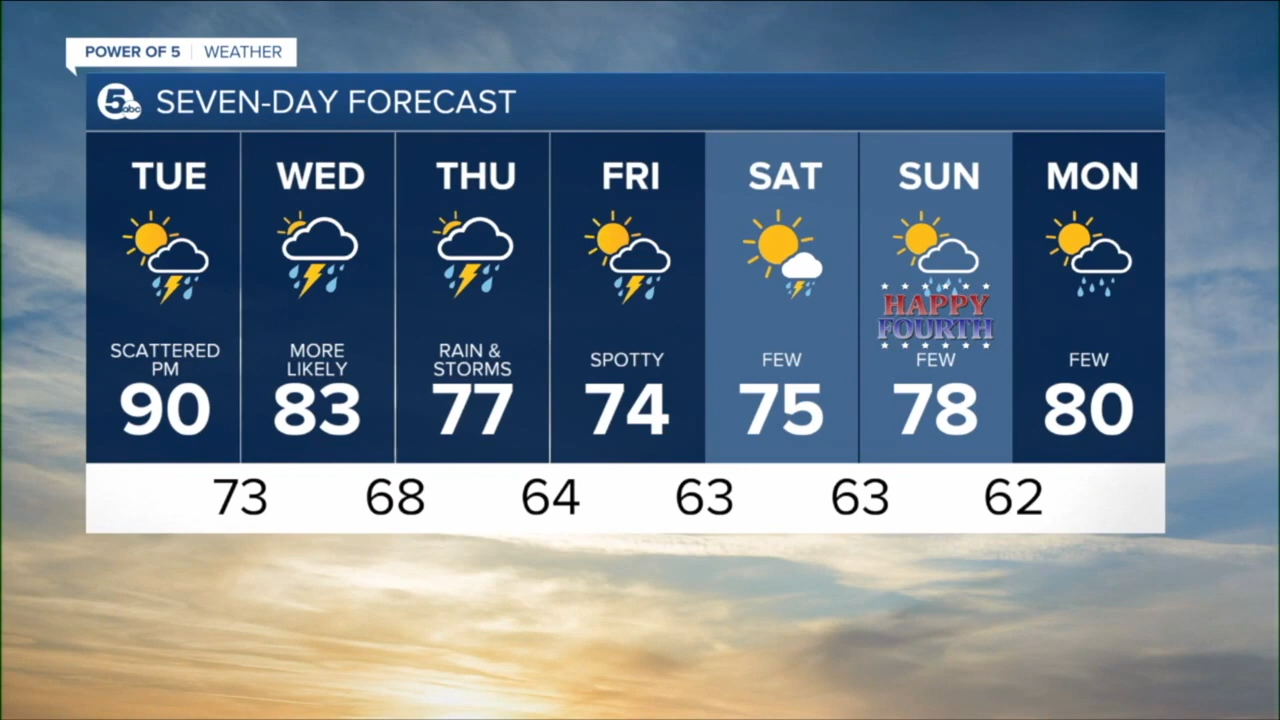 POWER OF 5 | WEATHER
5 abc SEVEN-DAY FORECAST
TUE WED THU FRI SAT SUN MON
HAPPY
FOURTH
SCATTERED PM
MORE LIKELY
RAIN & STORMS
SPOTTY
FEW
FEW
FEW
90 83 77 74 75 78 80
73 68 64 63 63 62